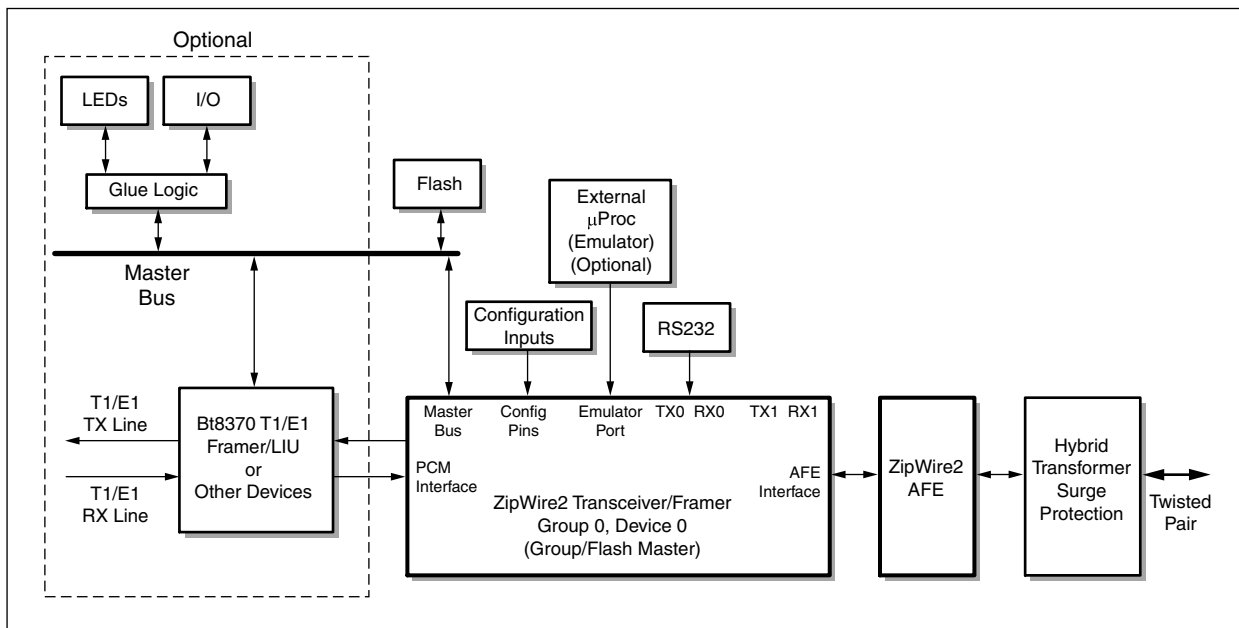 Optional
LEDs
I/O
Glue Logic
Flash
External
µProc
(Emulator)
(Optional)
Master
Bus
Configuration
Inputs
RS232
T1/E1
TX Line
T1/E1
RX Line
Bt8370 T1/E1
Framer/LIU
or
Other Devices
Master
Bus
Config
Pins
Emulator
Port
TX0 RX0
TX1 RX1
PCM
Interface
AFE
Interface
ZipWire2 Transceiver/Framer
Group 0, Device 0
(Group/Flash Master)
ZipWire2
AFE
Hybrid
Transformer
Surge
Protection
Twisted
Pair